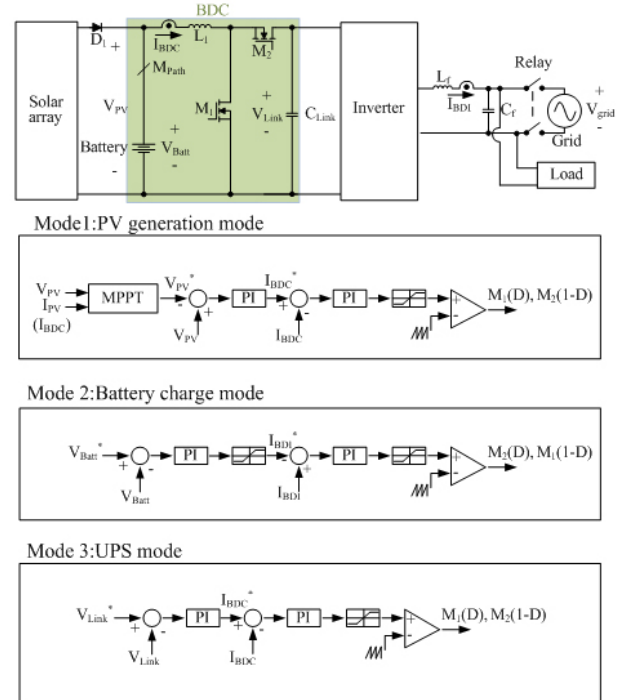 BDC
D1
+
IBDC
L1
M2
MPath
Solar
array
VPV
M1
+
VLink
-
CLink
Inverter
Battery
+
VBatt
-
-
Lf
IBDI
Cf
Relay
+
Vgrid
-
Grid
Load
Mode1:PV generation mode
VPV
IPV
(IBDC)
MPPT
VPV*
-
+
VPV
PI
IBDC*
+
-
IBDC
PI
+
-
M1(D), M2(1-D)
Mode 2:Battery charge mode
VBatt*
+
-
VBatt
PI
IBDI*
-
+
IBDI
PI
+
-
M2(D), M1(1-D)
Mode 3:UPS mode
VLink*
+
-
VLink
PI
IBDC*
+
-
IBDC
PI
+
-
M1(D), M2(1-D)